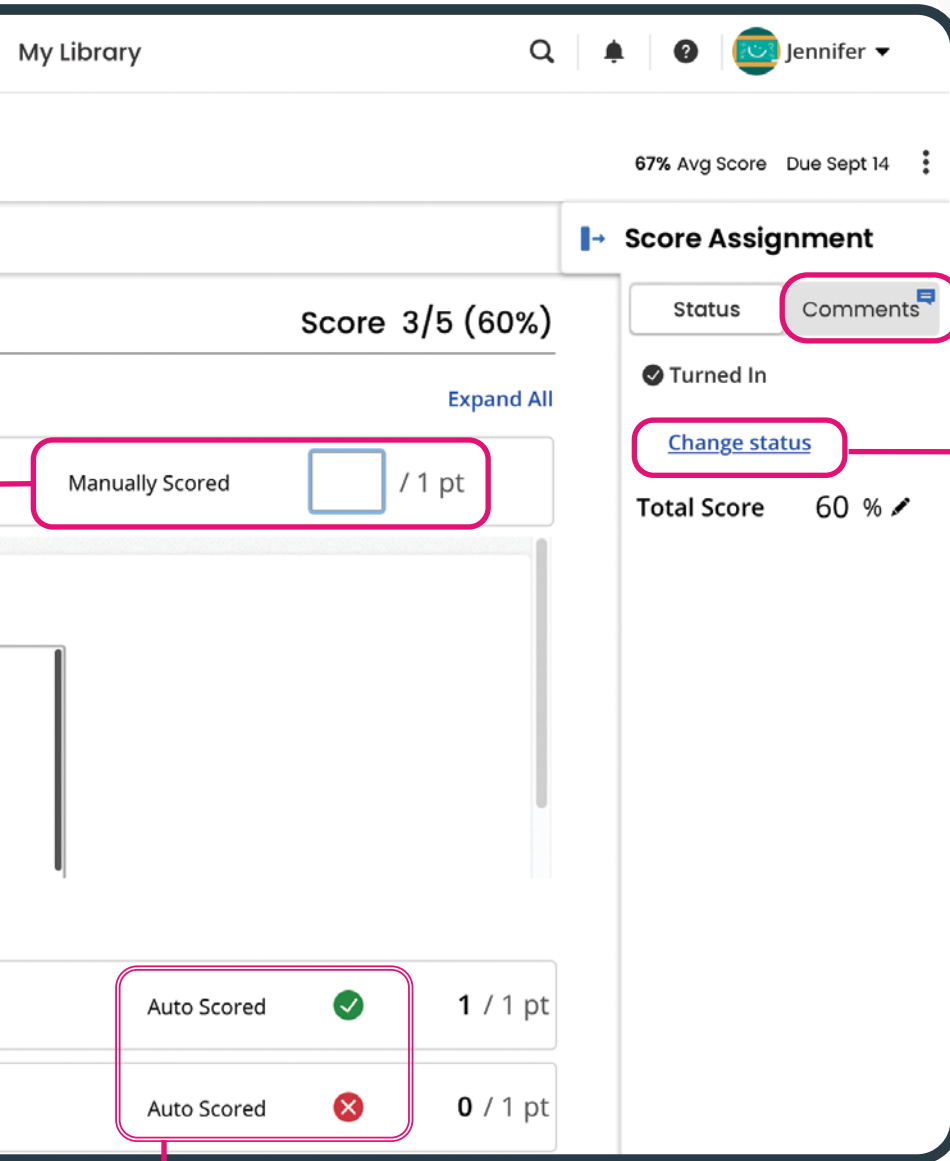 My Library Jennifer
67% Avg Score Due Sept 14
Score Assignment
Score 3/5 (60%)
Status Comments
Turned In
Expand All
Change status
Manually Scored / 1 pt
Total Score 60 %
Auto Scored 1 / 1 pt
Auto Scored 0 / 1 pt